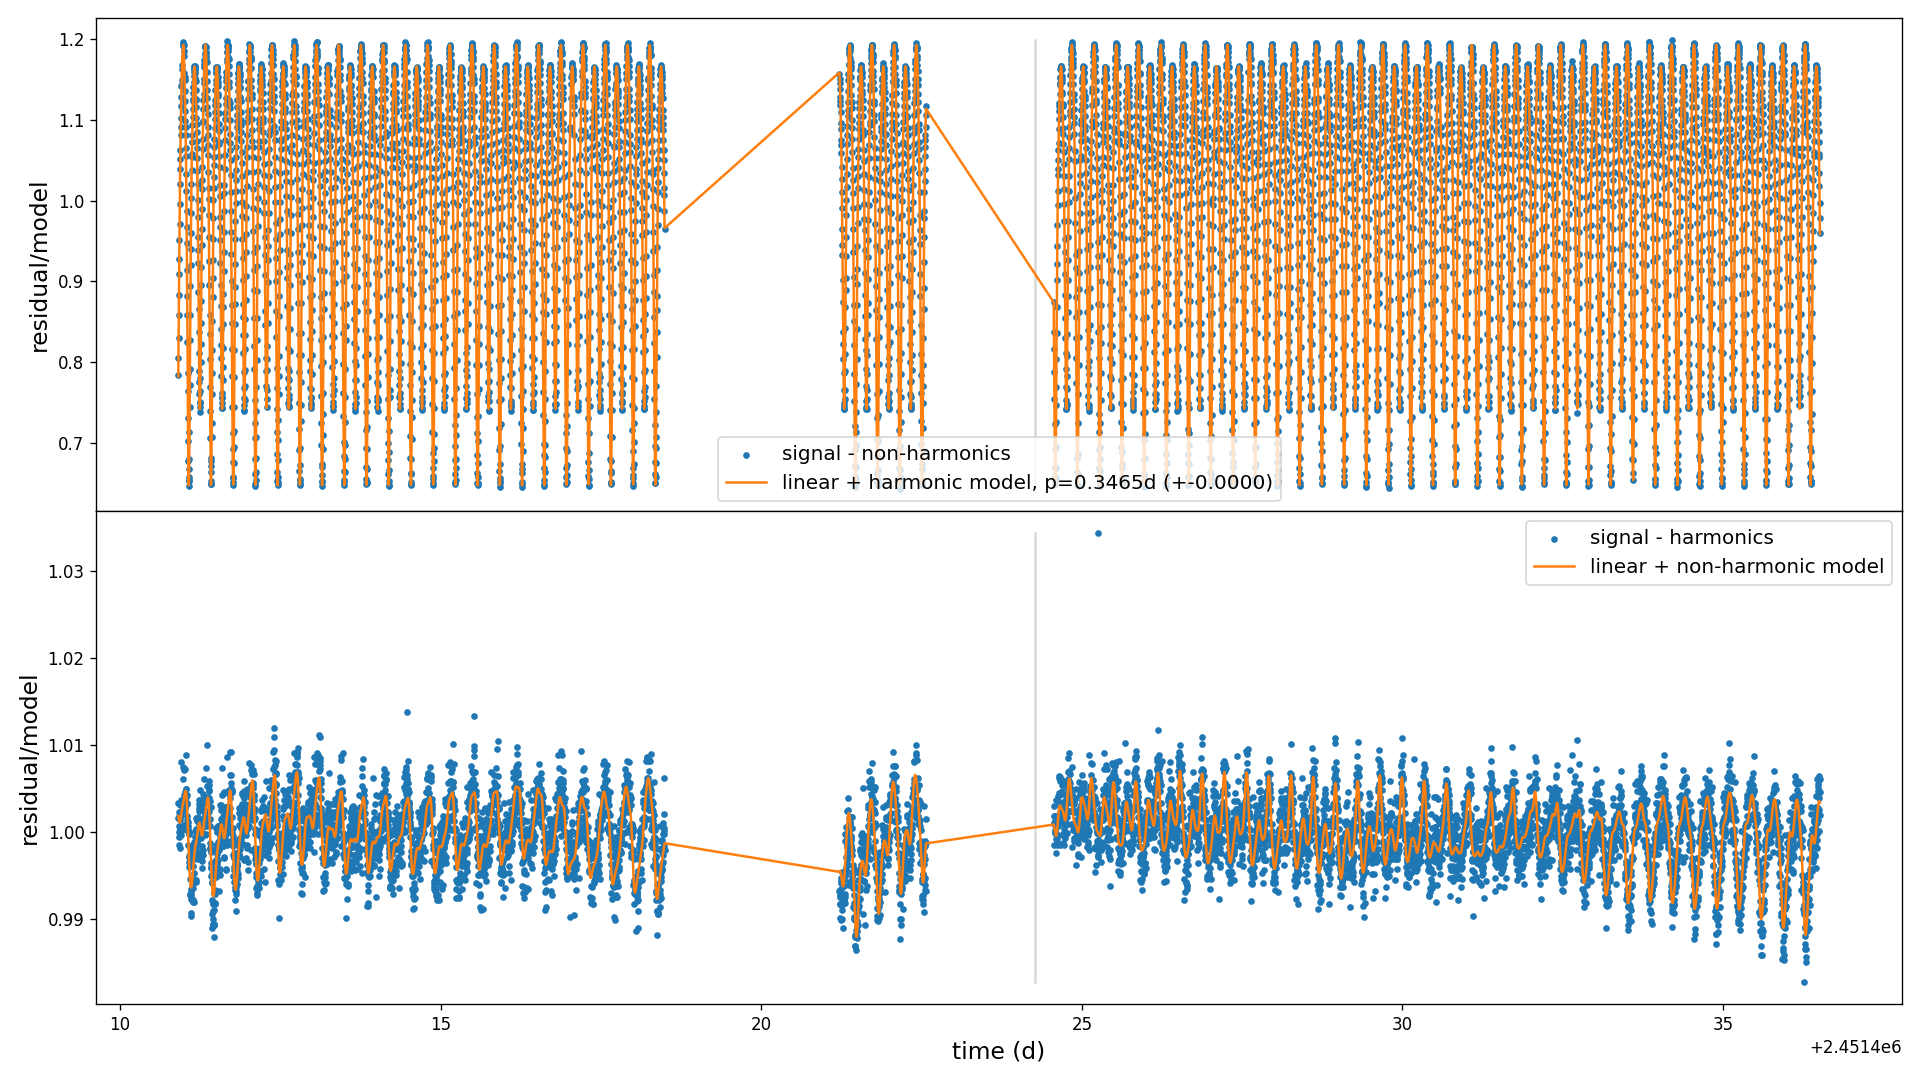 1.2
1.1
1.0
0.9
0.8
0.7
residual/model
signal - non-harmonics
linear + harmonic model, p=0.3465d (+-0.0000)
signal - harmonics
linear + non-harmonic model
1.03
1.02
1.01
1.00
0.99
residual/model
10 15 20 25 30 35
time (d)
+2.4514e6